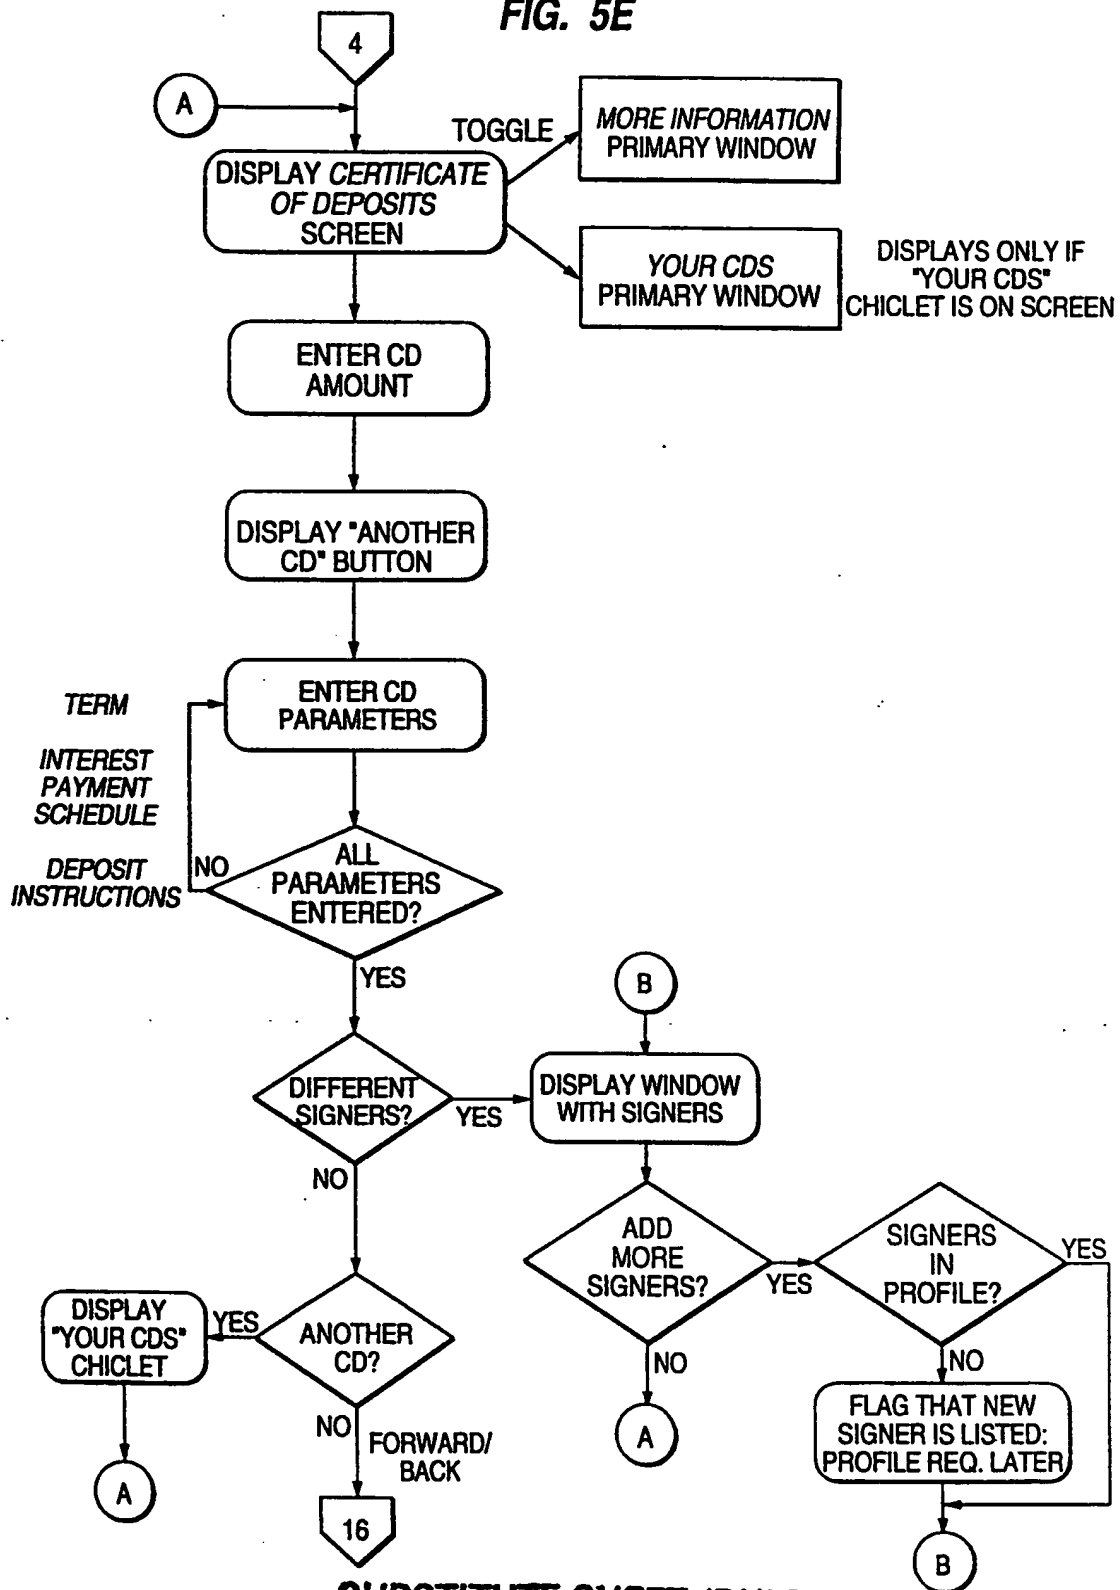 FIG. 5E
4
A
TOGGLE
MORE INFORMATION
PRIMARY WINDOW
DISPLAY CERTIFICATE
OF DEPOSITS
SCREEN
YOUR CDS
PRIMARY WINDOW
DISPLAYS ONLY IF
"YOUR CDS"
CHICLET IS ON SCREEN
ENTER CD
AMOUNT
DISPLAY "ANOTHER
CD" BUTTON
ENTER CD
PARAMETERS
TERM
INTEREST
PAYMENT
SCHEDULE
DEPOSIT
INSTRUCTIONS
NO
ALL
PARAMETERS
ENTERED?
YES
B
DIFFERENT
SIGNERS?
YES
DISPLAY WINDOW
WITH SIGNERS
NO
ADD
MORE
SIGNERS?
YES
SIGNERS
IN
PROFILE?
YES
DISPLAY
"YOUR CDS"
CHICLET
YES
ANOTHER
CD?
NO
NO
FLAG THAT NEW
SIGNER IS LISTED:
PROFILE REQ. LATER
A
NO
FORWARD/
BACK
A
16
B
SUBSTITUTE SHEET